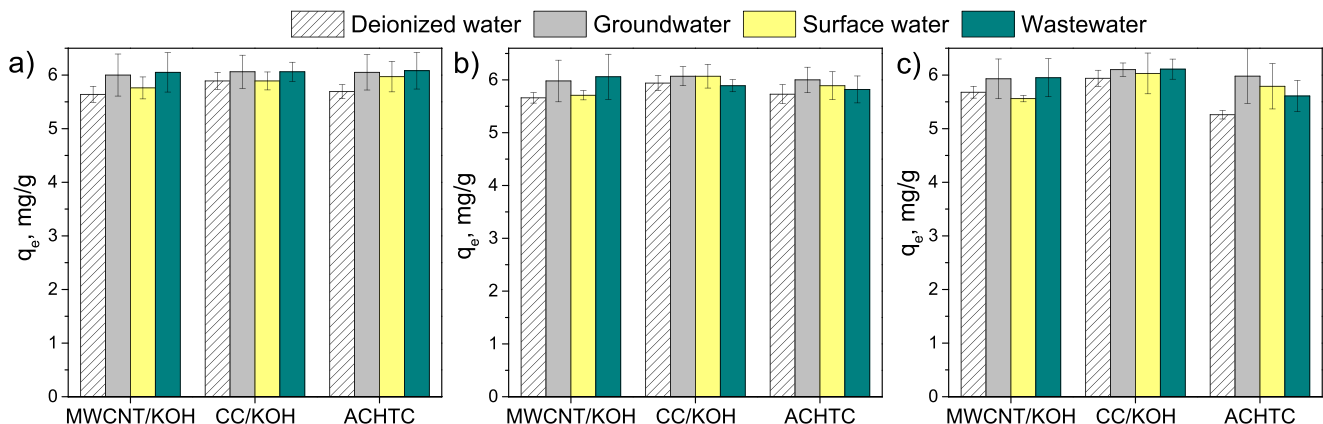 Deionized water Groundwater Surface water Wastewater
a)
6
5
4
3
2
1
0
qe, mg/g
MWCNT/KOH CC/KOH ACHTC
b)
6
5
4
3
2
1
0
qe, mg/g
MWCNT/KOH CC/KOH ACHTC
c)
6
5
4
3
2
1
0
qe, mg/g
MWCNT/KOH CC/KOH ACHTC